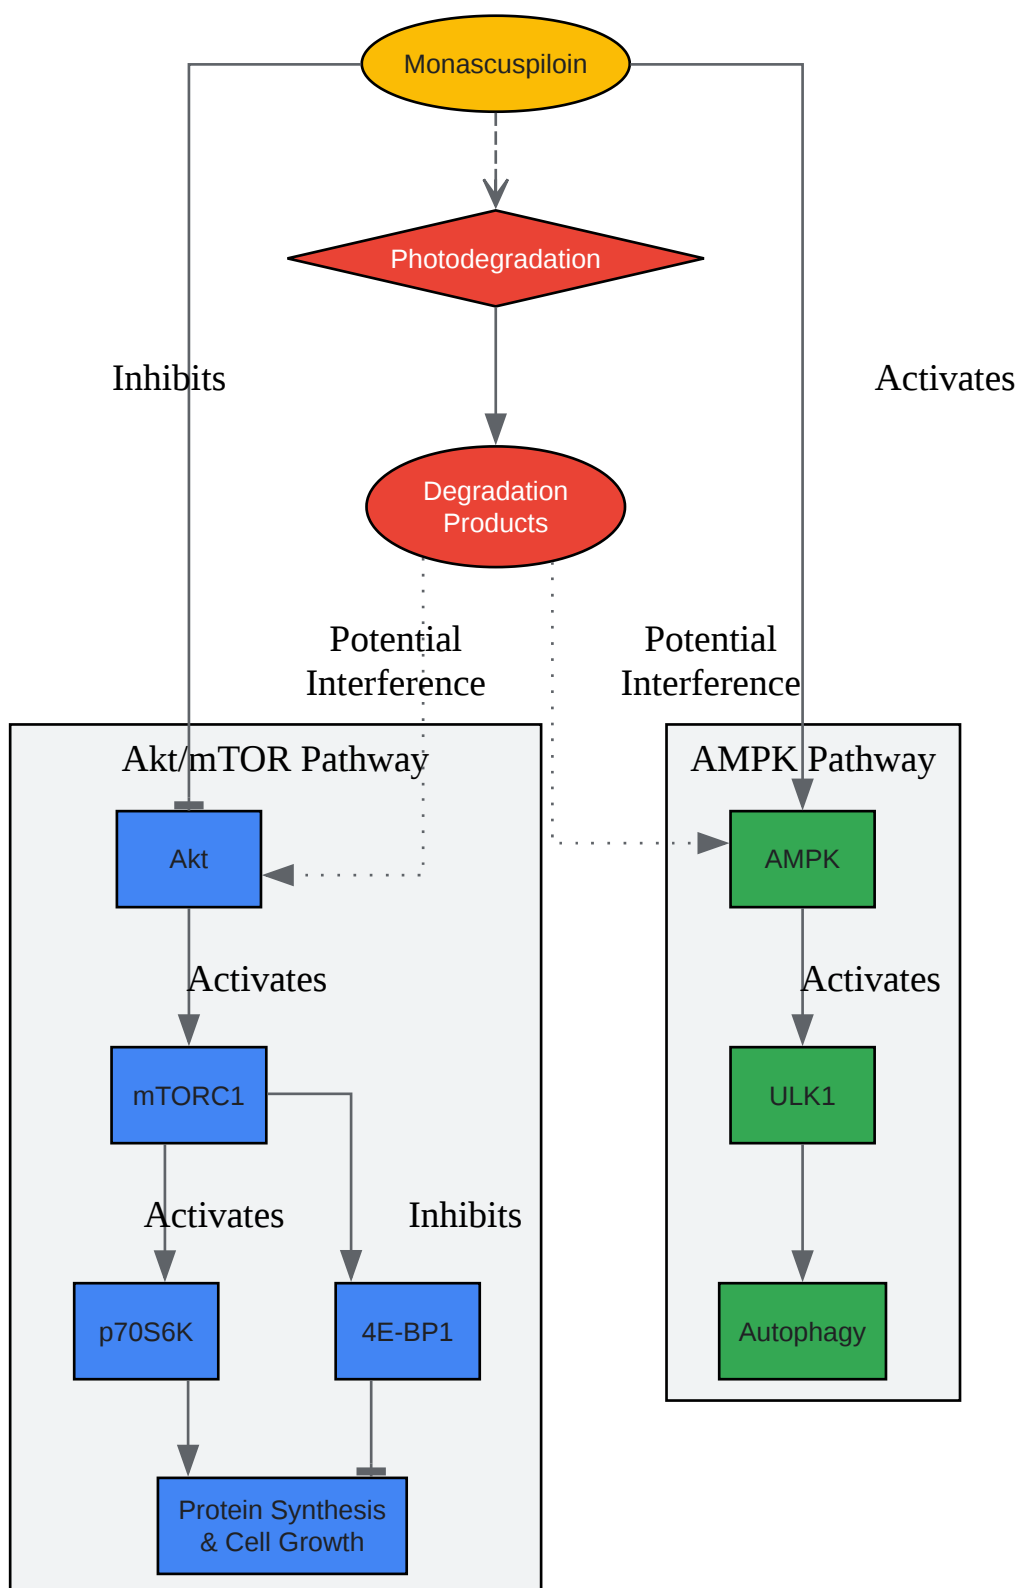 Monascuspiloin
Photodegradation
Inhibits
Activates
Degradation
Products
Potential
Interference
Potential
Interference
Akt/mTOR Pathway
AMPK Pathway
Akt
AMPK
Activates
Activates
mTORC1
ULK1
Activates
Inhibits
p70S6K
4E-BP1
Autophagy
Protein Synthesis
& Cell Growth